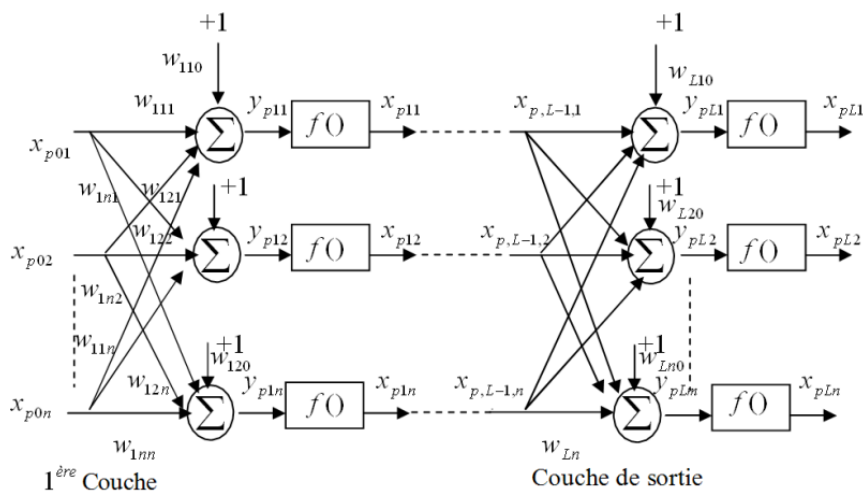 +1 +1
w110 wL10
w111 yp11 f() xp11 xp,L-1,1 ypL1 f() xpL1
Σ Σ
xp01
w1n1 w121 +1 +1
w122 wL20
xp02 yp12 f() xp12 xp,L-1,2 ypL2 f() xpL2
Σ Σ
w1n2
w11n +1 +1
w120 wLn0
w12n yp1n f() xp1n xp,L-1,n ypLn f() xpLn
xp0n Σ Σ
w1nn wLn
1ère Couche Couche de sortie